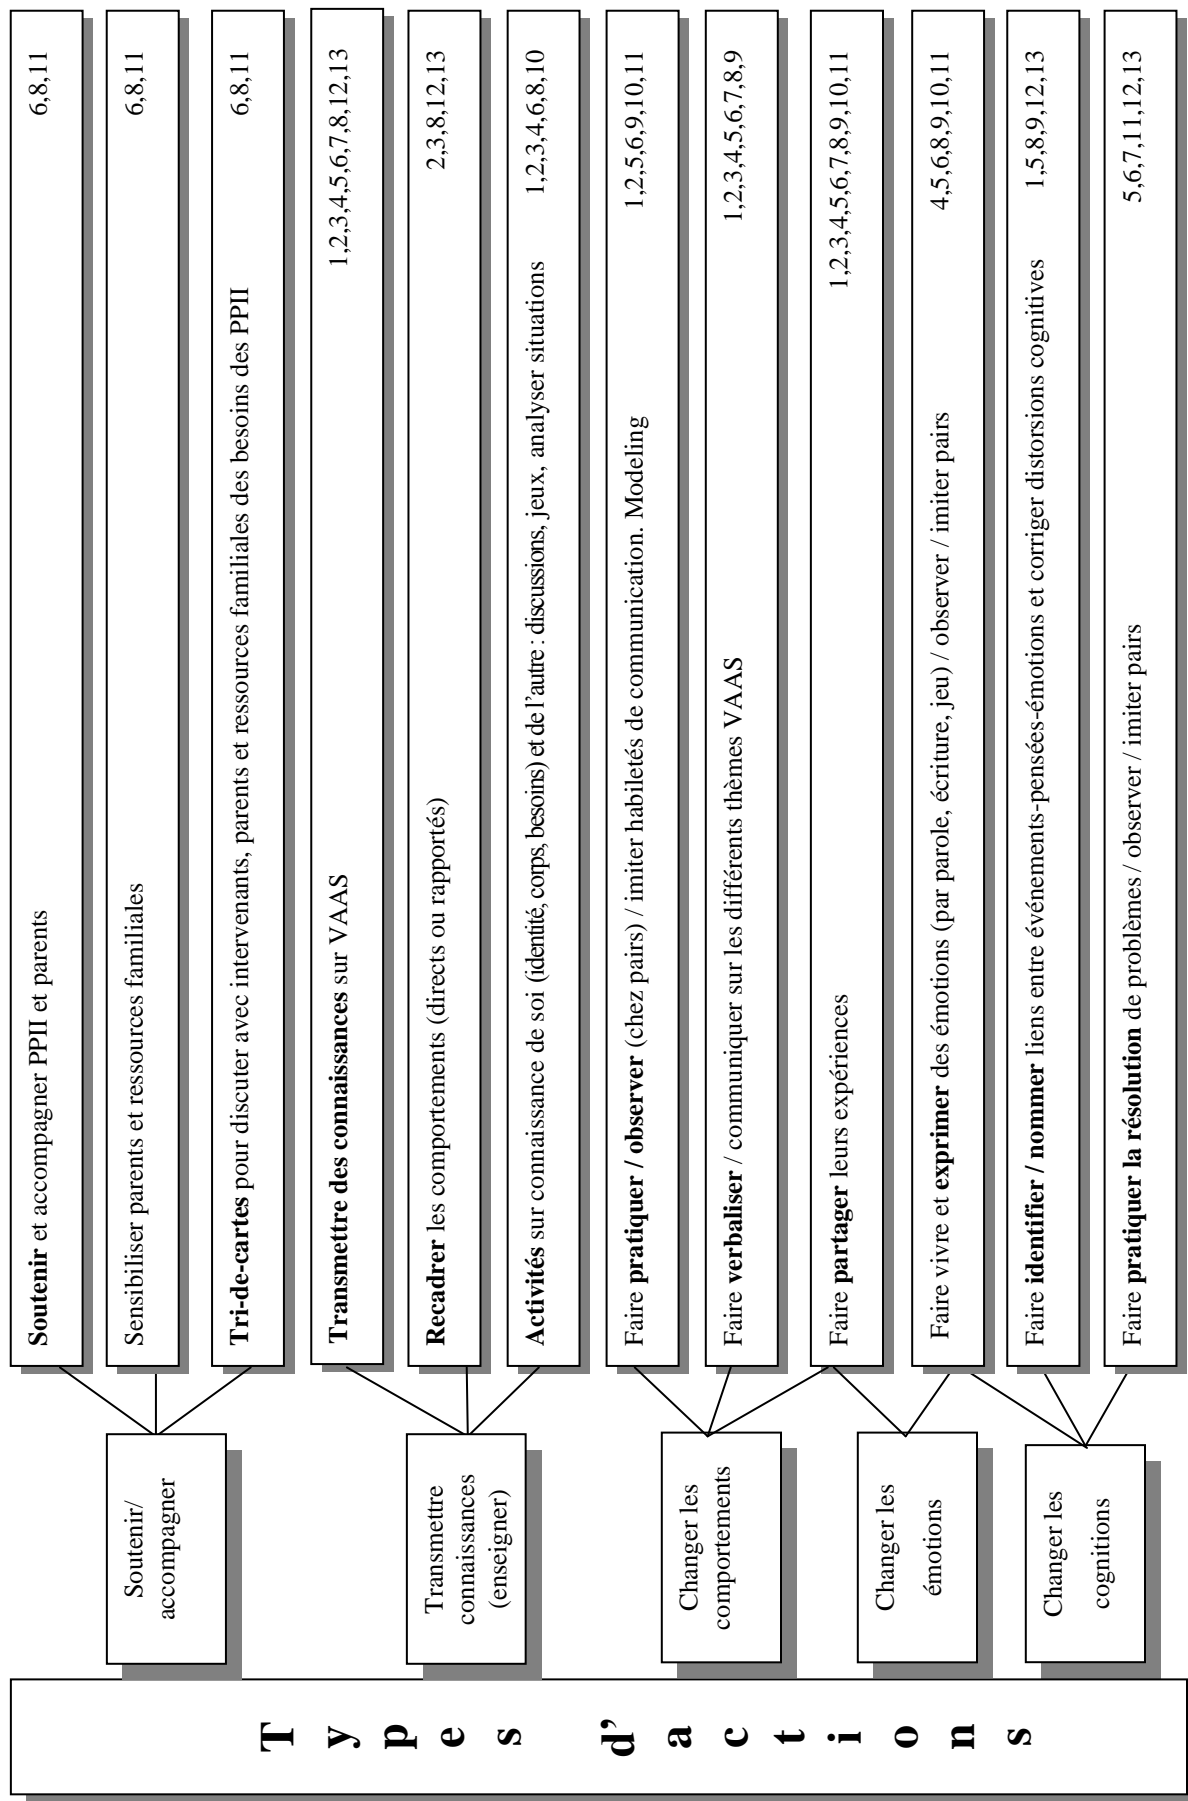 Types d’actions
Soutenir/
accompagner
Soutenir et accompagner PPII et parents 6,8,11
Sensibiliser parents et ressources familiales 6,8,11
Tri-de-cartes pour discuter avec intervenants, parents et ressources familiales des besoins des PPII 6,8,11
Transmettre
connaissances
(enseigner)
Transmettre des connaissances sur VAAS 1,2,3,4,5,6,7,8,12,13
Recadrer les comportements (directs ou rapportés) 2,3,8,12,13
Activités sur connaissance de soi (identité, corps, besoins) et de l’autre : discussions, jeux, analyser situations 1,2,3,4,6,8,10
Changer les
comportements
Faire pratiquer / observer (chez pairs) / imiter habiletés de communication. Modeling 1,2,5,6,9,10,11
Faire verbaliser / communiquer sur les différents thèmes VAAS 1,2,3,4,5,6,7,8,9
Faire partager leurs expériences 1,2,3,4,5,6,7,8,9,10,11
Changer les
émotions
Faire vivre et exprimer des émotions (par parole, écriture, jeu) / observer / imiter pairs 4,5,6,8,9,10,11
Changer les
cognitions
Faire identifier / nommer liens entre événements-pensées-émotions et corriger distorsions cognitives 1,5,8,9,12,13
Faire pratiquer la résolution de problèmes / observer / imiter pairs 5,6,7,11,12,13